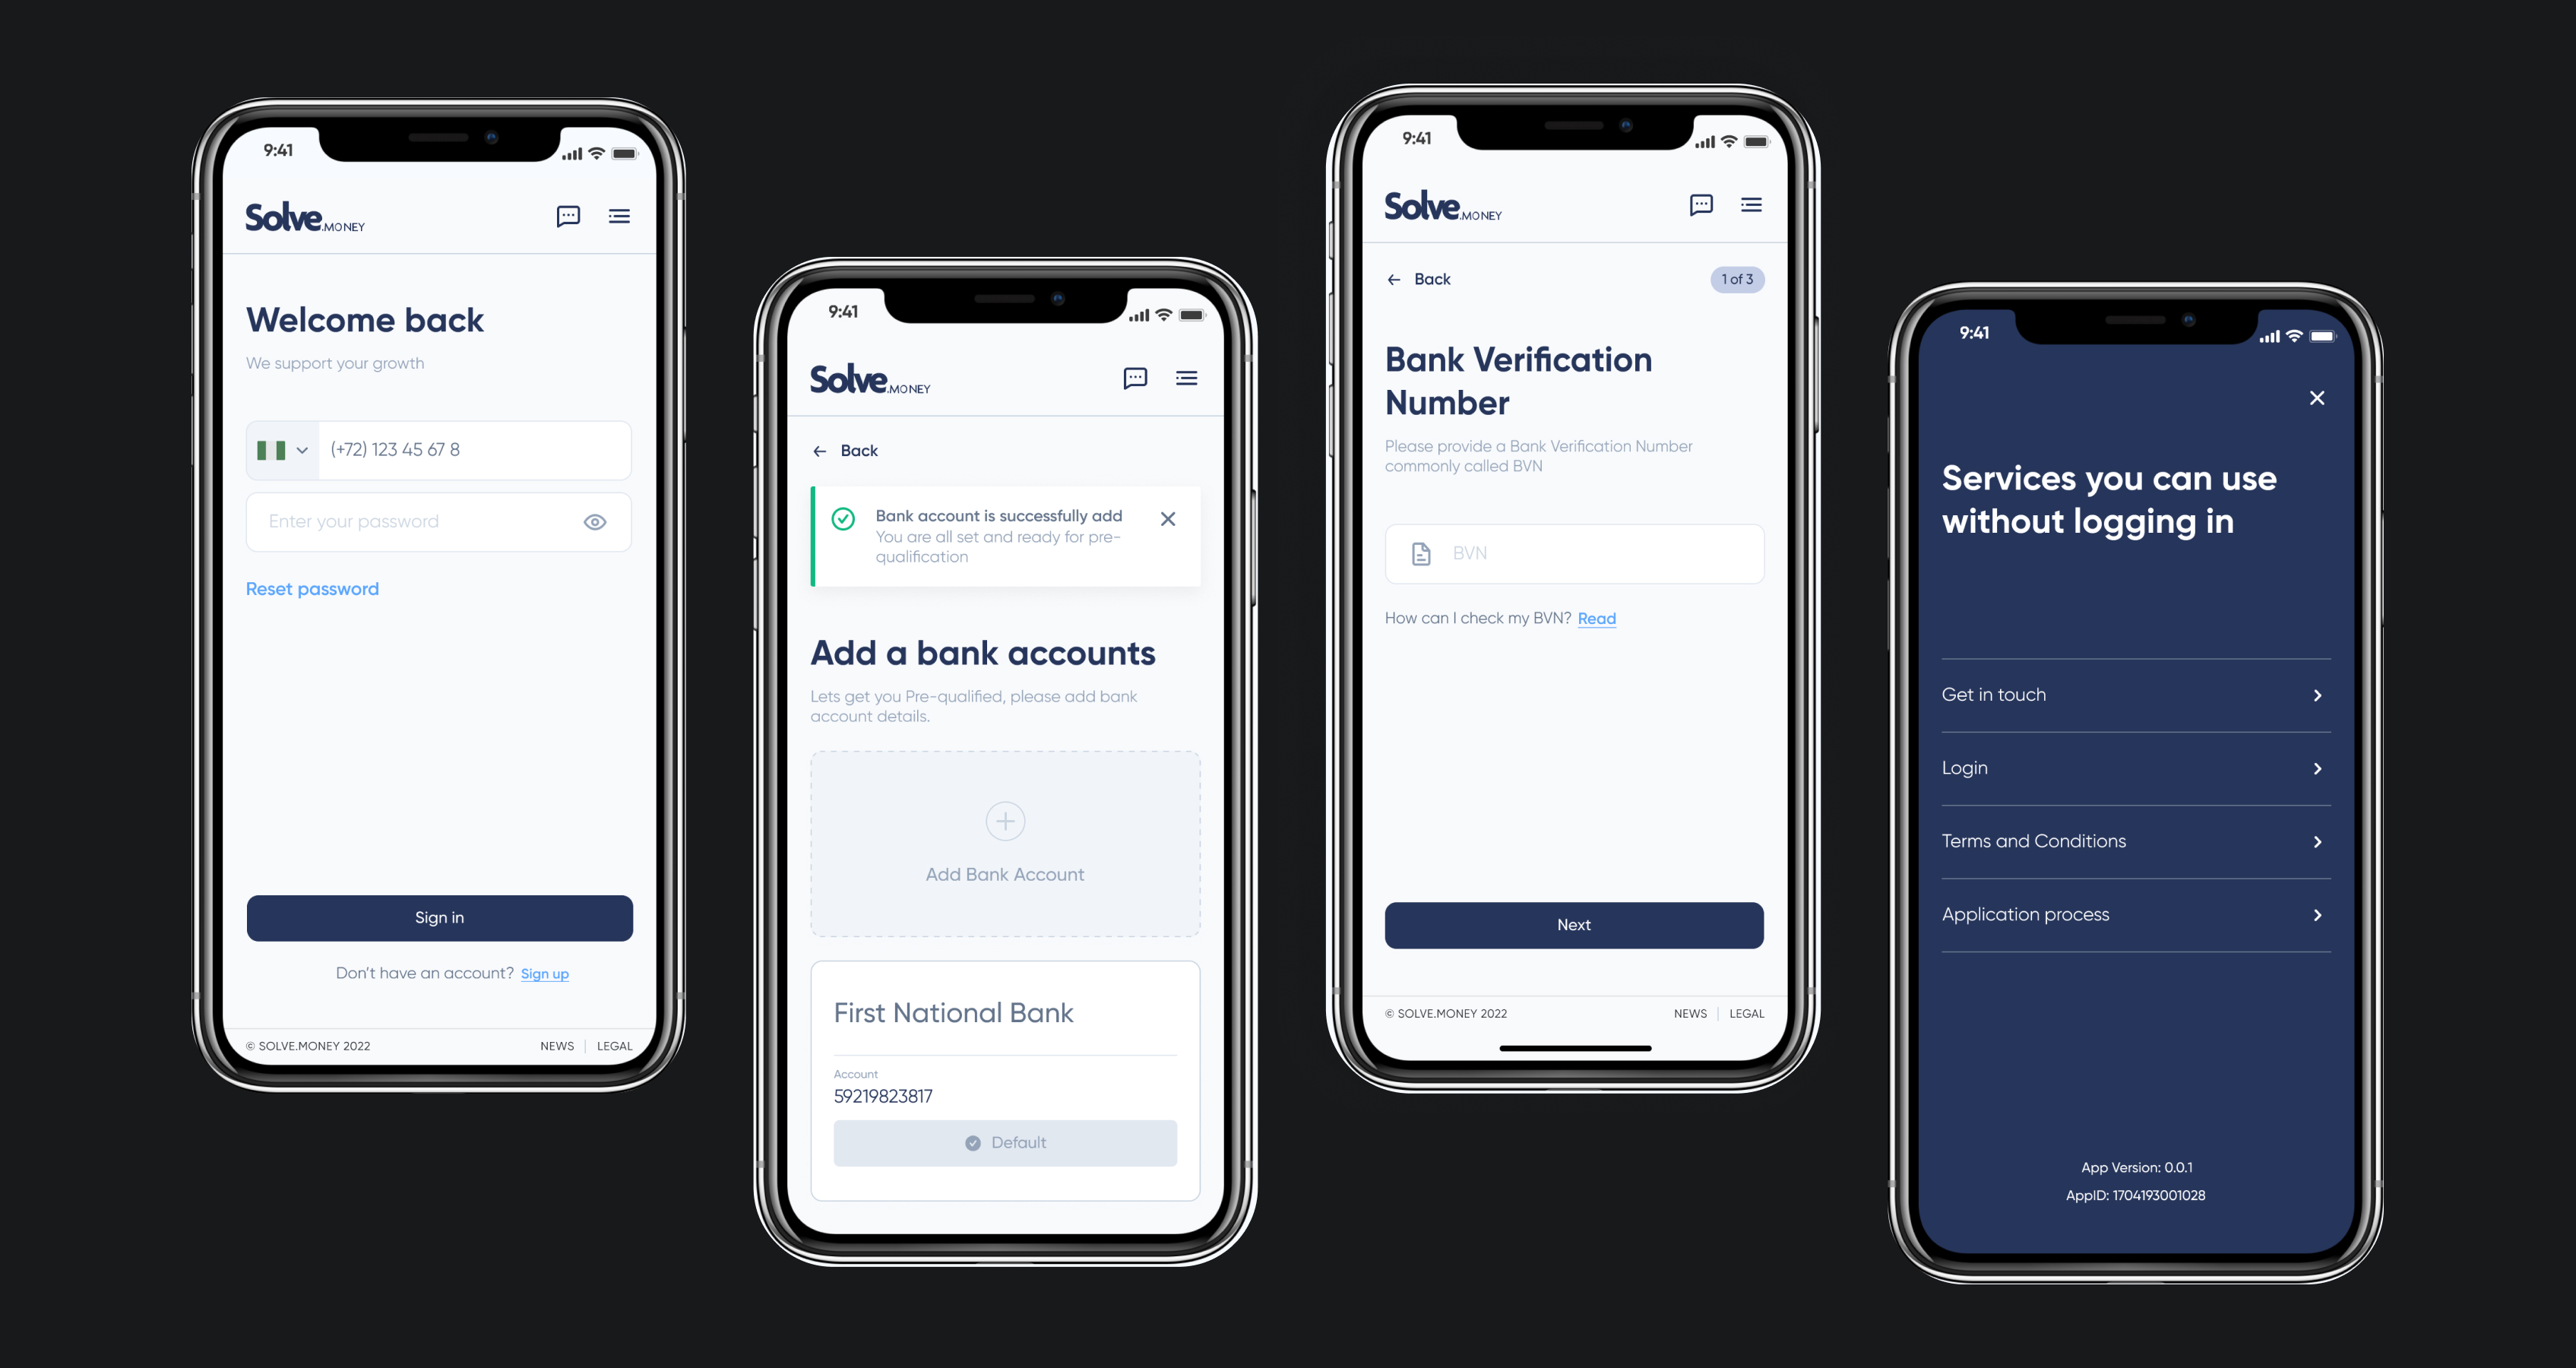 9:41
Solve.MONEY
Welcome back
We support your growth
(+72) 123 45 67 8
Enter your password
Reset password
Sign in
Don't have an account? Sign up
© SOLVE.MONEY 2022 NEWS | LEGAL
9:41
Solve.MONEY
Back
Bank account is successfully add
You are all set and ready for pre-
qualification
Add a bank accounts
Lets get you Pre-qualified, please add bank
account details.
Add Bank Account
First National Bank
Account
59219823817
Default
9:41
Solve.MONEY
Back 1 of 3
Bank Verification
Number
Please provide a Bank Verification Number
commonly called BVN
BVN
How can I check my BVN? Read
Next
© SOLVE.MONEY 2022 NEWS | LEGAL
9:41
Services you can use
without logging in
Get in touch
Login
Terms and Conditions
Application process
App Version: 0.0.1
AppID: 1704193001028